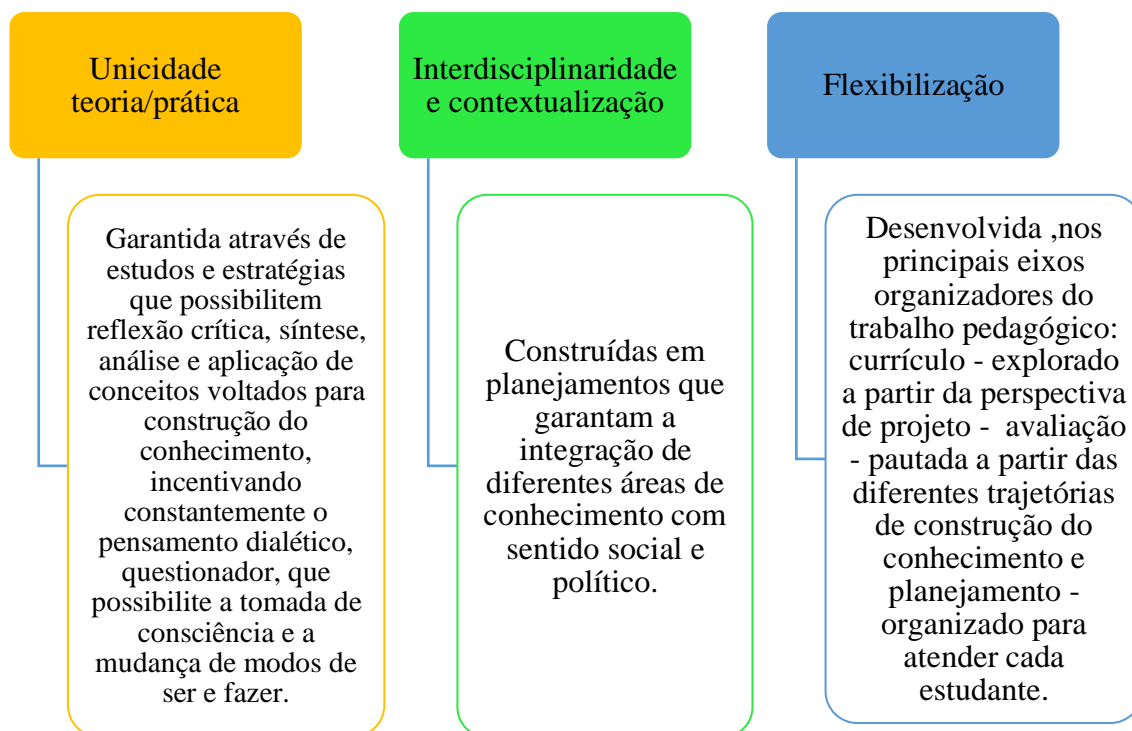 Unicidade
teoria/prática
Garantida através de
estudos e estratégias
que possibilitem
reflexão crítica, síntese,
análise e aplicação de
conceitos voltados para
construção do
conhecimento,
incentivando
constantemente o
pensamento dialético,
questionador, que
possibilite a tomada de
consciência e a
mudança de modos de
ser e fazer.
Interdisciplinaridade
e contextualização
Construídas em
planejamentos que
garantam a
integração de
diferentes áreas de
conhecimento com
sentido social e
político.
Flexibilização
Desenvolvida ,nos
principais eixos
organizadores do
trabalho pedagógico:
currículo - explorado
a partir da perspectiva
de projeto -  avaliação
- pautada a partir das
diferentes trajetórias
de construção do
conhecimento e
planejamento -
organizado para
atender cada
estudante.